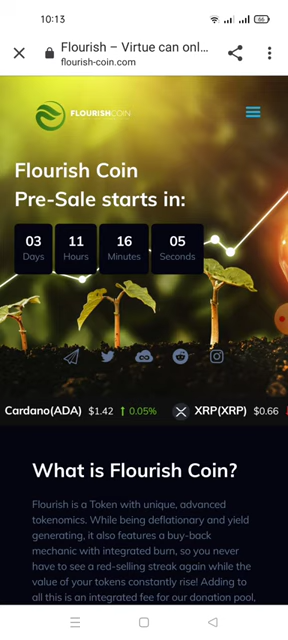 10:13
66
Flourish – Virtue can onl...
flourish-coin.com
FLOURISHCOIN
Flourish Coin
Pre-Sale starts in:
03 11 16 05
Days Hours Minutes Seconds
Cardano(ADA) $1.42 ↑ 0.05% XRP(XRP) $0.66
What is Flourish Coin?
Flourish is a Token with unique, advanced
tokenomics. While being deflationary and yield
generating, it also features a buy-back
mechanic with integrated burn, so you never
have to see a red-selling streak again while the
value of your tokens constantly rise! Adding to
all this is an integrated fee for our donation pool,